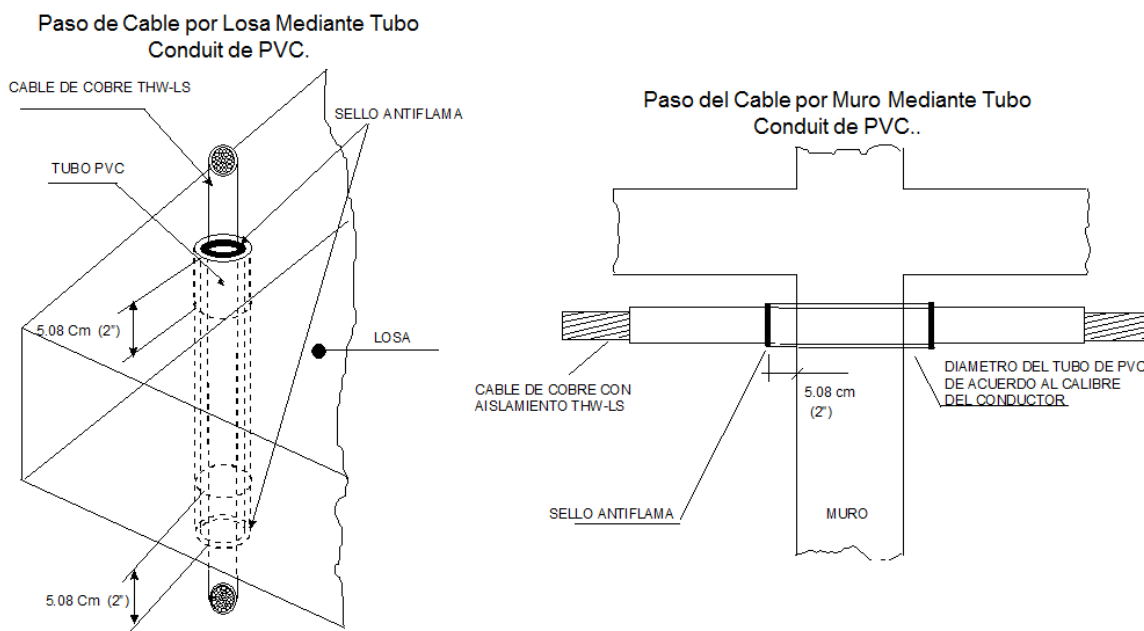 Paso de Cable por Losa Mediante Tubo
Conduit de PVC.
CABLE DE COBRE THW-LS
SELLO ANTIFLAMA
TUBO PVC
5.08 Cm (2")
LOSA
5.08 Cm (2")
Paso del Cable por Muro Mediante Tubo
Conduit de PVC..
CABLE DE COBRE CON
AISLAMIENTO THW-LS
5.08 cm
(2")
DIAMETRO DEL TUBO DE PVC
DE ACUERDO AL CALIBRE
DEL CONDUCTOR
SELLO ANTIFLAMA
MURO